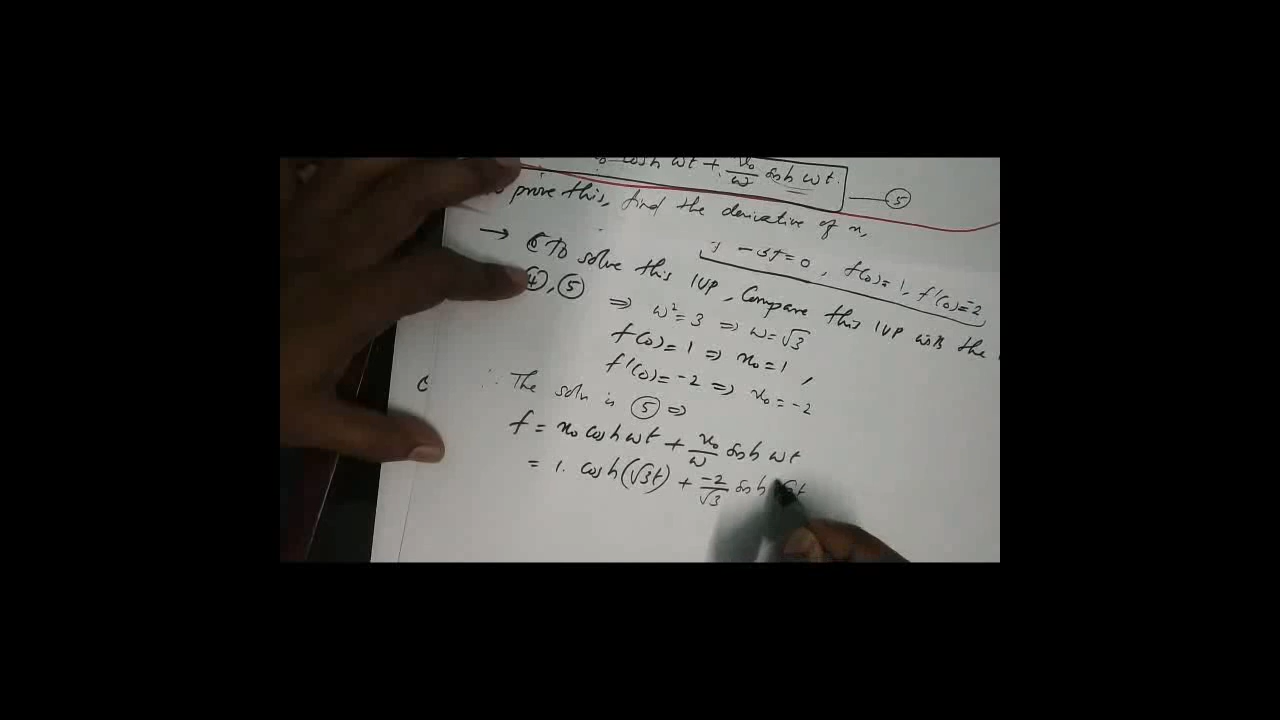 cosh ωt + v₀/ω sinh ωt. — ⑤
prove this, find the derivative of x,
-3f=0, f(0)=1, f'(0)=-2
→ To solve this IVP, Compare this IVP with the
④, ⑤
⇒ ω²=3 ⇒ ω=√3
f(0)=1 ⇒ x₀=1,
f'(0)=-2 ⇒ v₀=-2
∴ The soln is ⑤ ⇒
f = x₀ cosh ωt + v₀/ω sinh ωt
= 1. cosh(√3t) + -2/√3 sinh